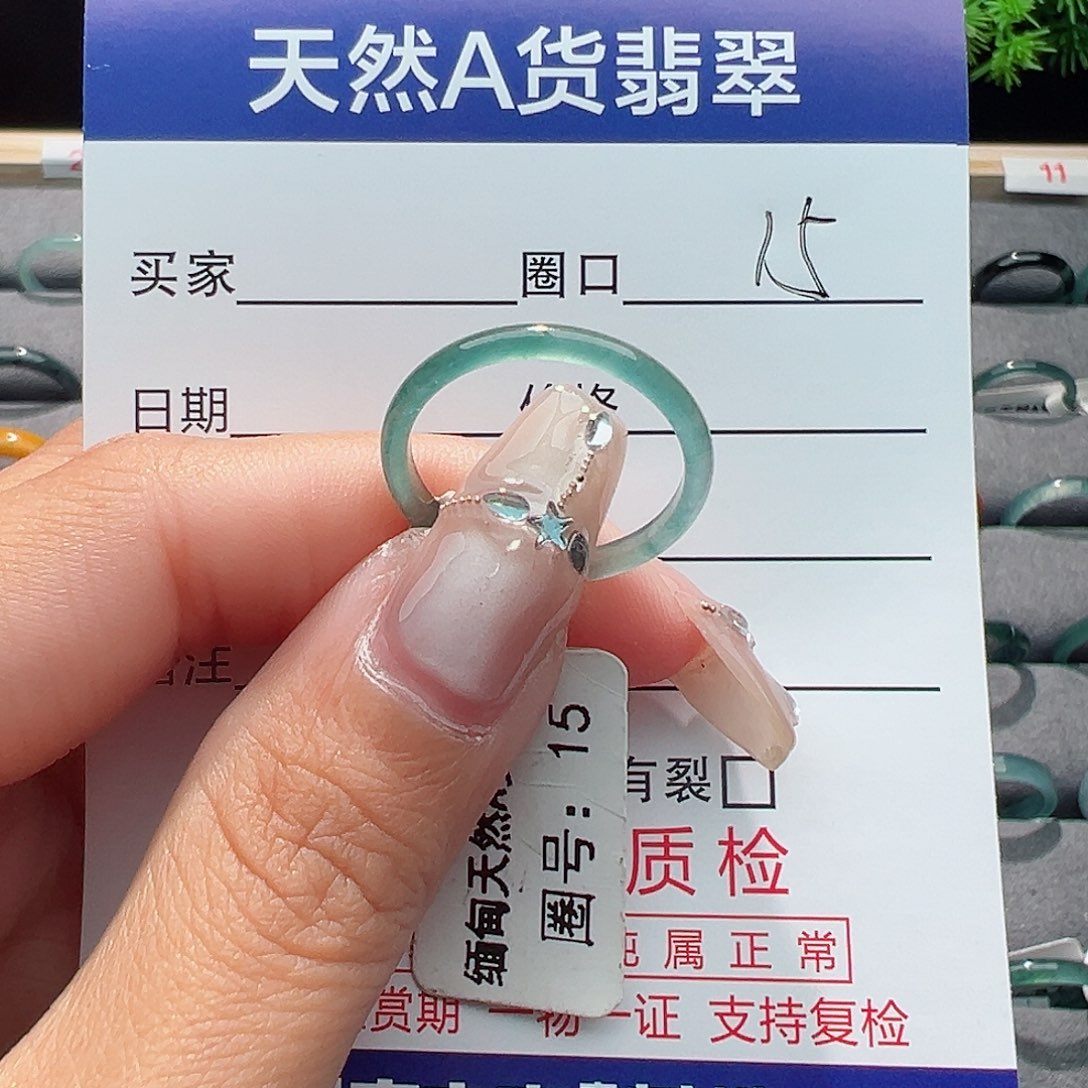 天然A货翡翠
买家 圈口 15
日期
11
有裂
质检
属正常
赏期 一物一证 支持复检
缅甸天然
圈号：15